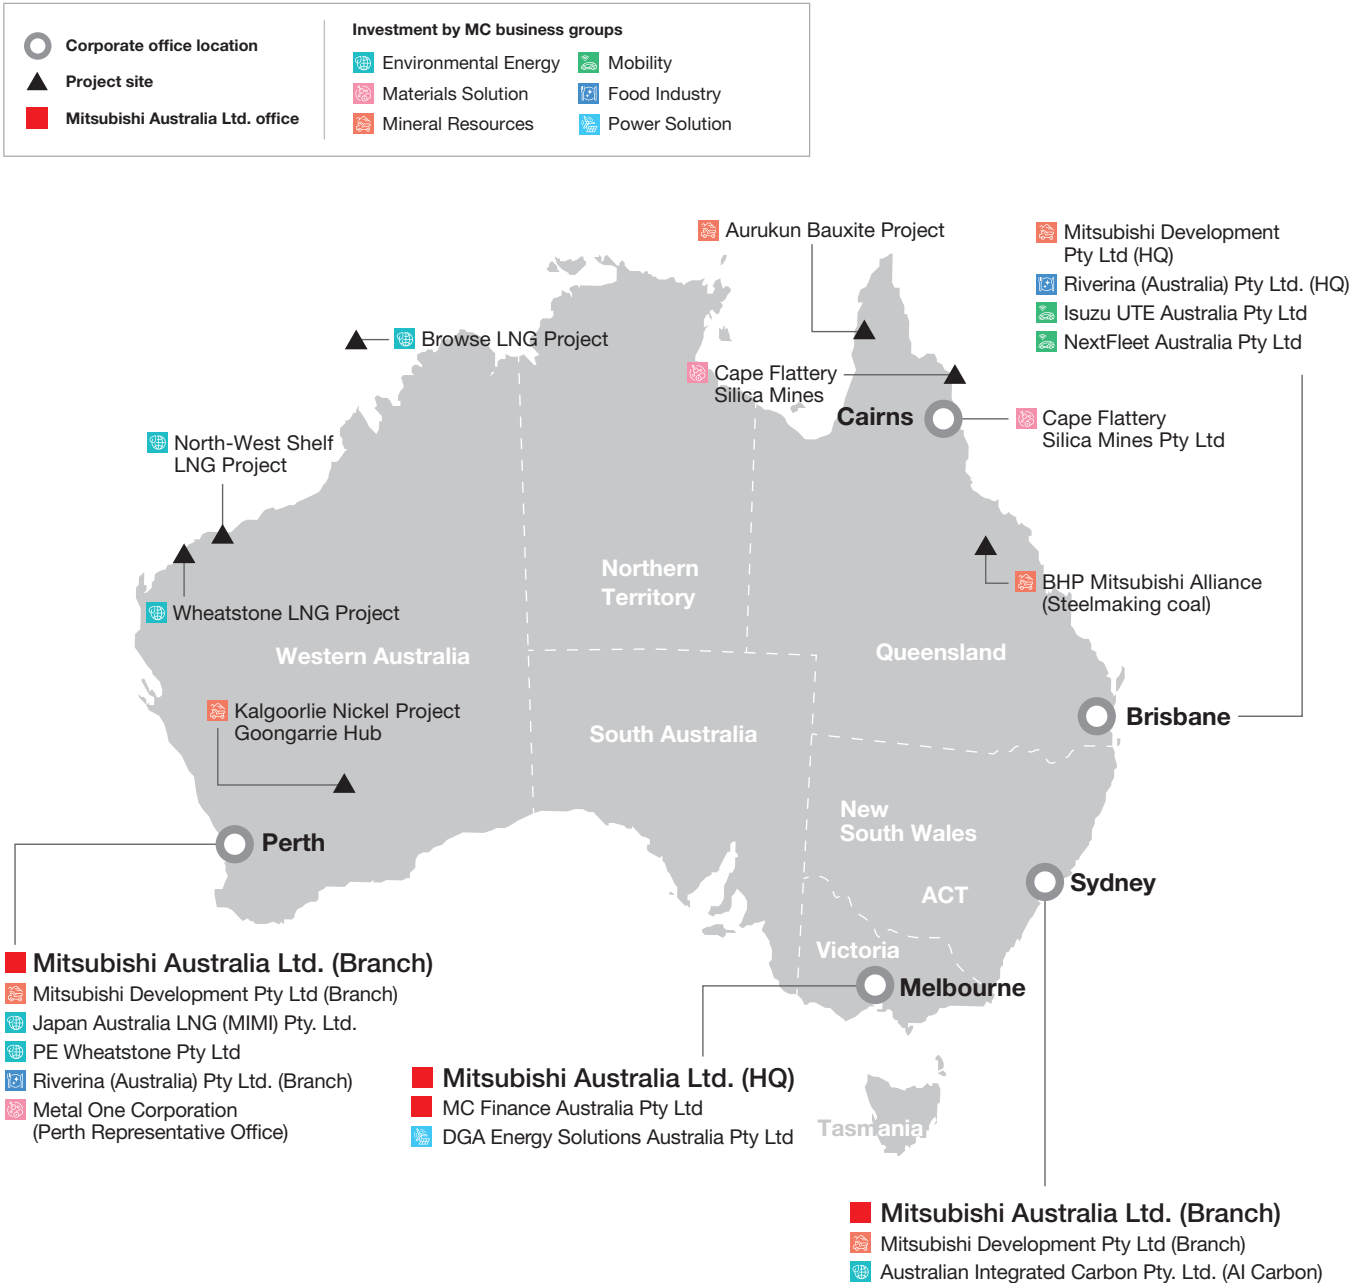 Corporate office location
Project site
Mitsubishi Australia Ltd. office
Investment by MC business groups
Environmental Energy
Mobility
Materials Solution
Food Industry
Mineral Resources
Power Solution
Aurukun Bauxite Project
Mitsubishi Development
Pty Ltd (HQ)
Riverina (Australia) Pty Ltd. (HQ)
Isuzu UTE Australia Pty Ltd
NextFleet Australia Pty Ltd
Browse LNG Project
Cape Flattery
Silica Mines
Cairns
Cape Flattery
Silica Mines Pty Ltd
North-West Shelf
LNG Project
Wheatstone LNG Project
Northern
Territory
BHP Mitsubishi Alliance
(Steelmaking coal)
Western Australia
Queensland
Kalgoorlie Nickel Project
Goongarrie Hub
South Australia
Brisbane
New
South Wales
Perth
Sydney
ACT
Victoria
Melbourne
Mitsubishi Australia Ltd. (Branch)
Mitsubishi Development Pty Ltd (Branch)
Japan Australia LNG (MIMI) Pty. Ltd.
PE Wheatstone Pty Ltd
Riverina (Australia) Pty Ltd. (Branch)
Metal One Corporation
(Perth Representative Office)
Mitsubishi Australia Ltd. (HQ)
MC Finance Australia Pty Ltd
DGA Energy Solutions Australia Pty Ltd
Tasmania
Mitsubishi Australia Ltd. (Branch)
Mitsubishi Development Pty Ltd (Branch)
Australian Integrated Carbon Pty. Ltd. (AI Carbon)